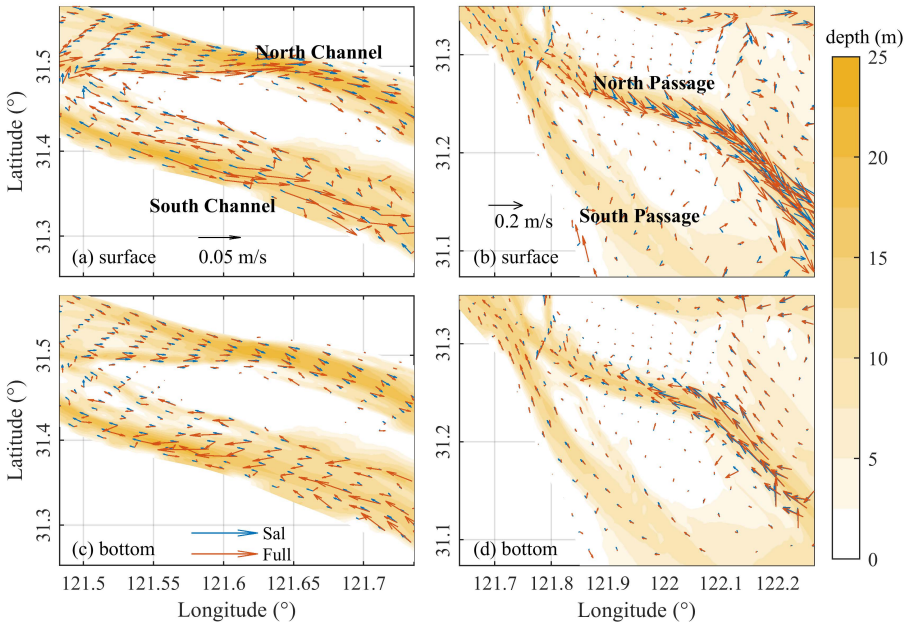 depth (m)
25
20
15
10
5
0
31.5
31.4
31.3
Latitude (°)
North Channel
South Channel
(a) surface
0.05 m/s
31.3
31.2
31.1
North Passage
0.2 m/s
South Passage
(b) surface
31.5
31.4
31.3
Latitude (°)
(c) bottom
Sal
Full
121.5
121.55
121.6
121.65
121.7
Longitude (°)
31.3
31.2
31.1
(d) bottom
121.7
121.8
121.9
122
122.1
122.2
Longitude (°)